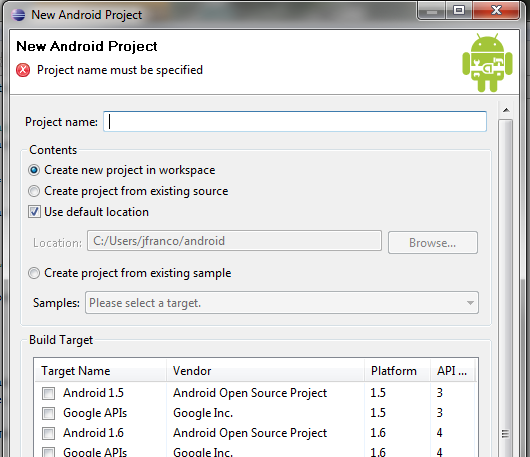 New Android Project
New Android Project
Project name must be specified
Project name:
Contents
Create new project in workspace
Create project from existing source
Use default location
Location: C:/Users/jfranco/android Browse...
Create project from existing sample
Samples: Please select a target.
Build Target
Target Name Vendor Platform API ...
Android 1.5 Android Open Source Project 1.5 3
Google APIs Google Inc. 1.5 3
Android 1.6 Android Open Source Project 1.6 4
Google APIs Google Inc. 1.6 4